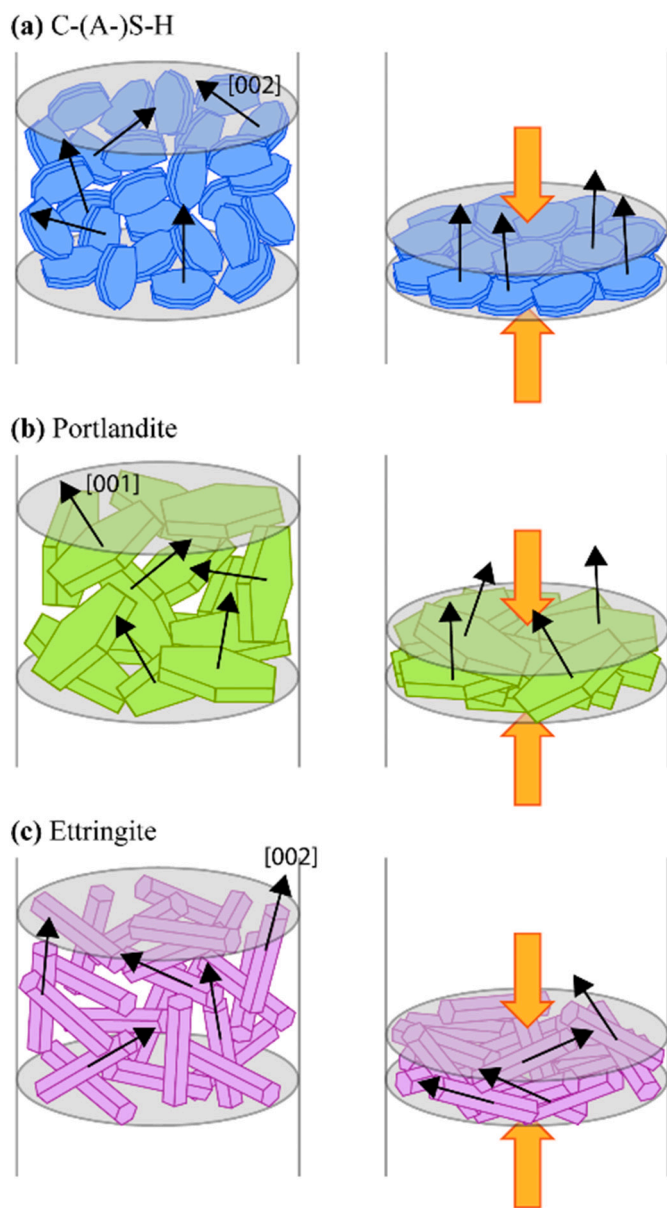 (a) C-(A-)S-H
[002]
(b) Portlandite
[001]
(c) Ettringite
[002]